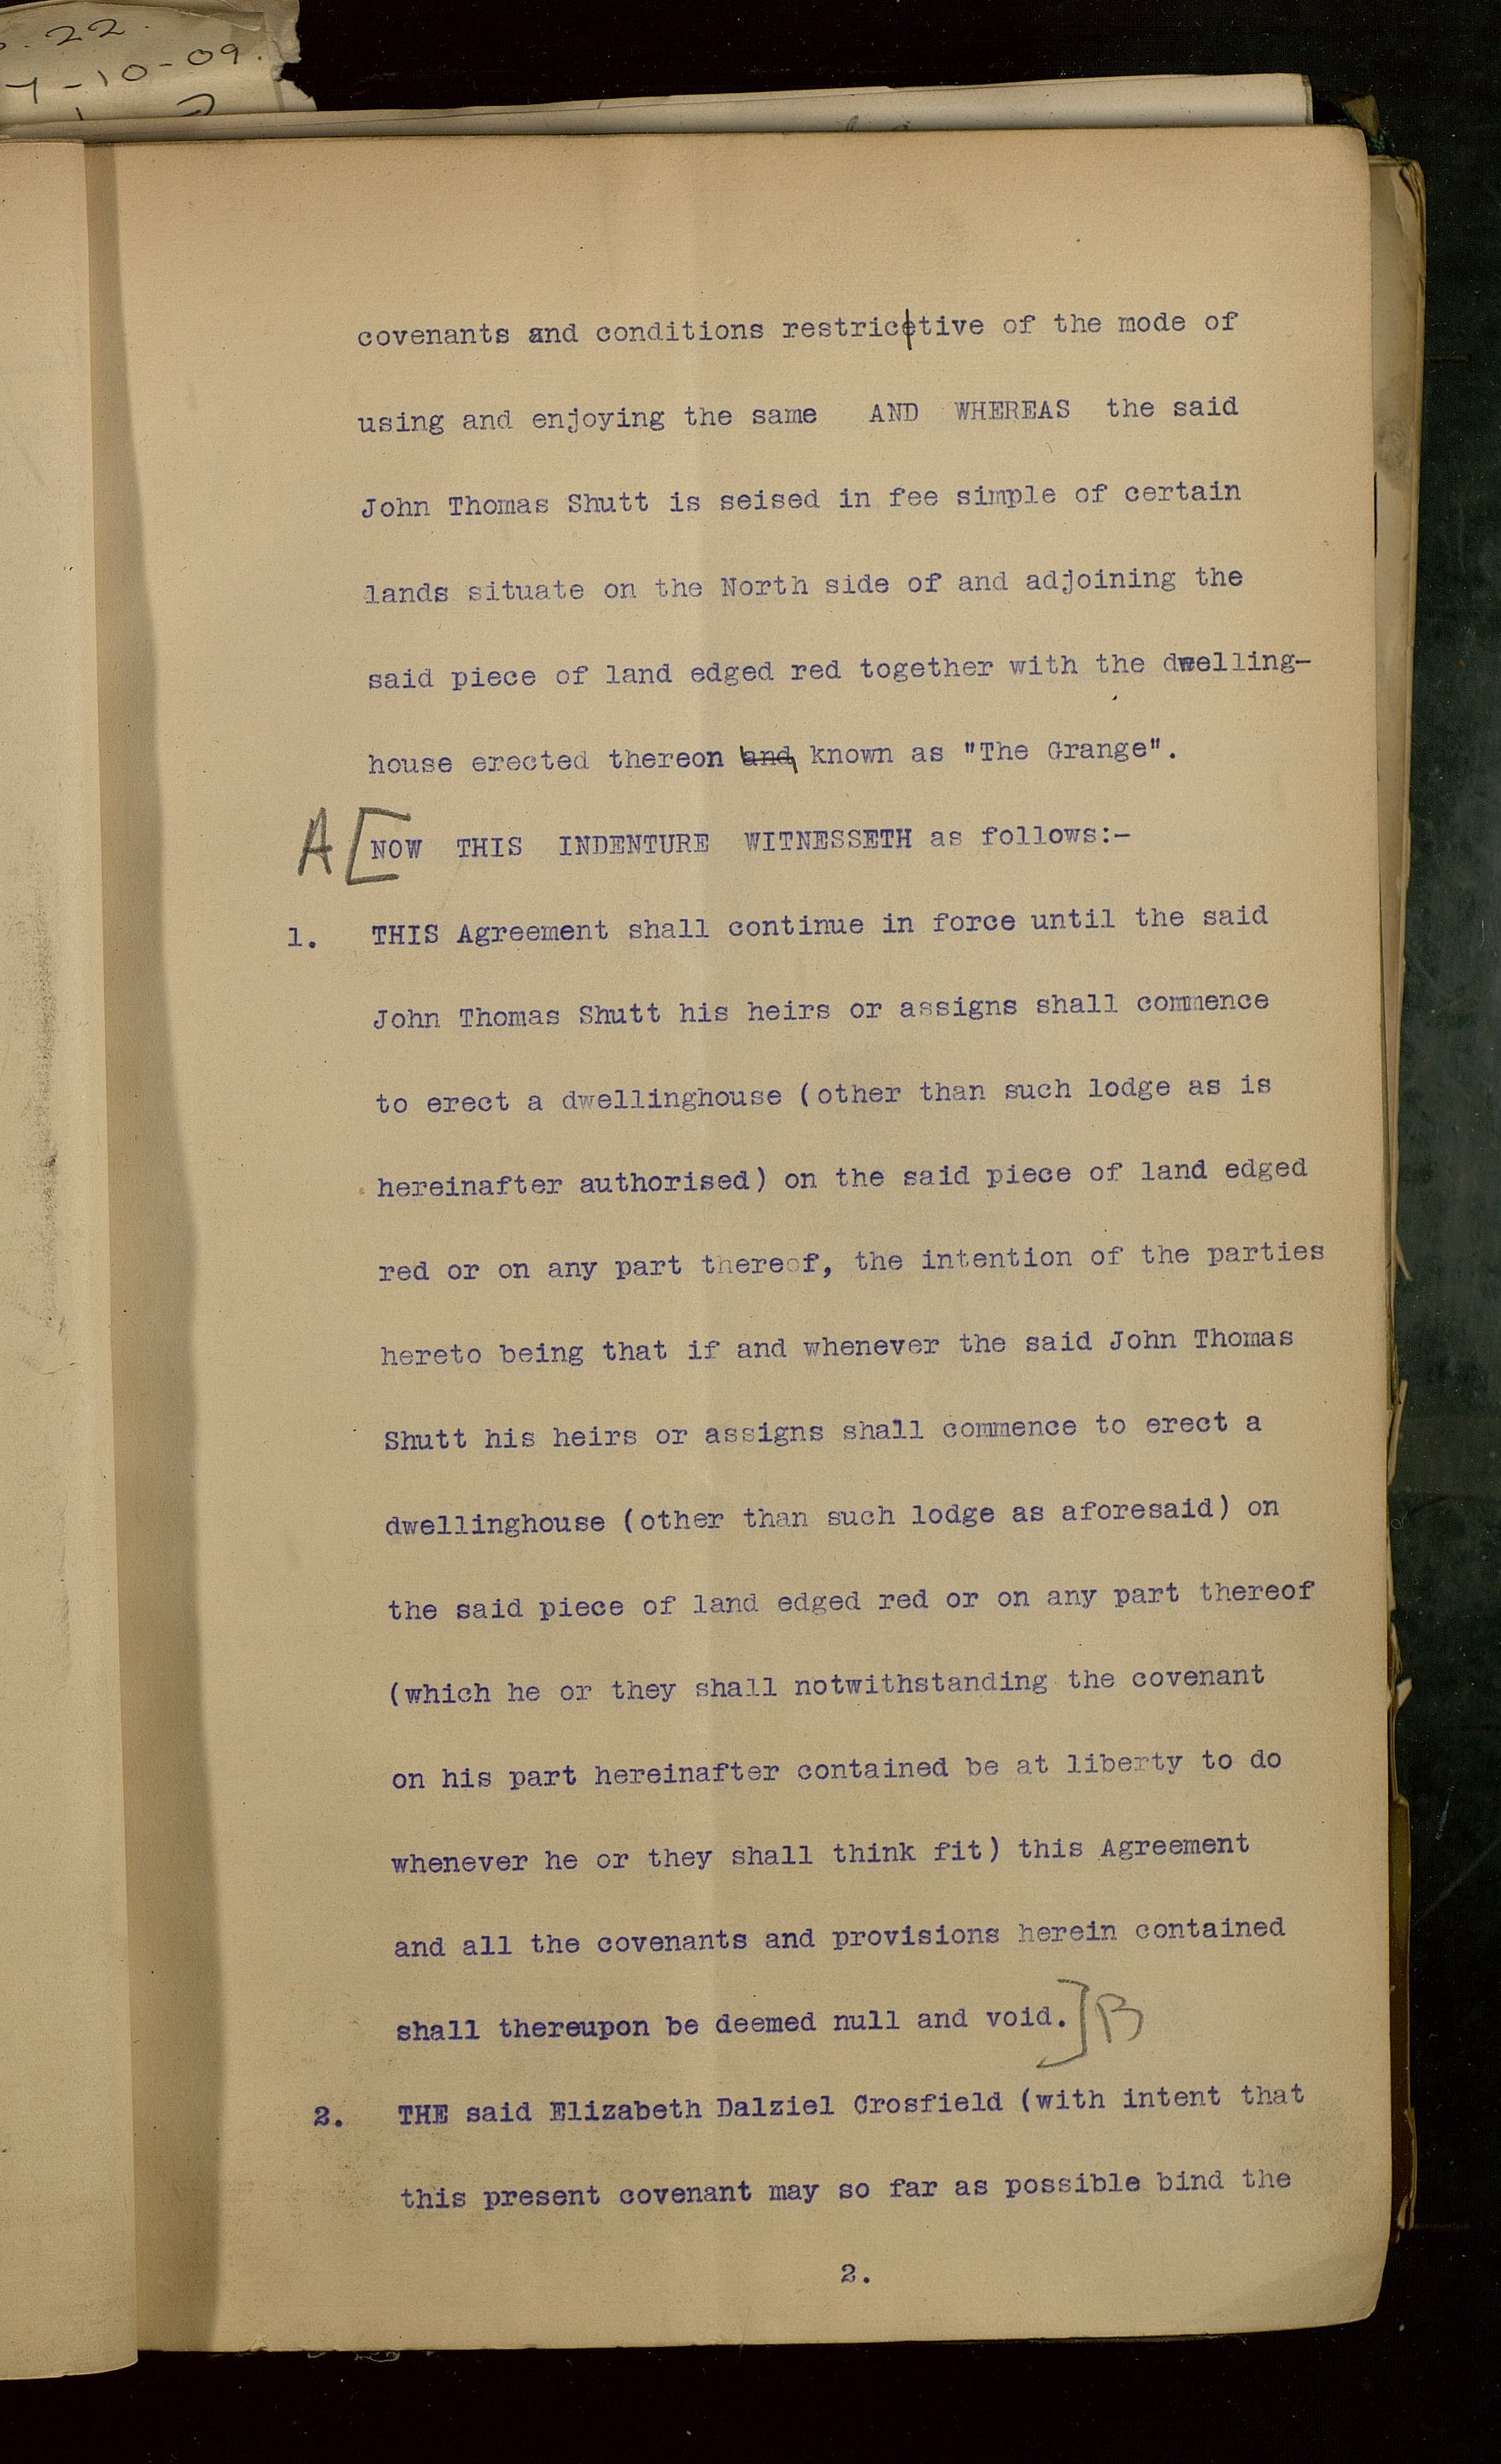 . 22.
7-10-09.
covenants and conditions restrictive of the mode of
using and enjoying the same AND WHEREAS the said
John Thomas Shutt is seised in fee simple of certain
lands situate on the North side of and adjoining the
said piece of land edged red together with the dwelling-
house erected thereon and known as "The Grange".
A [NOW THIS INDENTURE WITNESSETH as follows:-
1. THIS Agreement shall continue in force until the said
John Thomas Shutt his heirs or assigns shall commence
to erect a dwellinghouse (other than such lodge as is
hereinafter authorised) on the said piece of land edged
red or on any part thereof, the intention of the parties
hereto being that if and whenever the said John Thomas
Shutt his heirs or assigns shall commence to erect a
dwellinghouse (other than such lodge as aforesaid) on
the said piece of land edged red or on any part thereof
(which he or they shall notwithstanding the covenant
on his part hereinafter contained be at liberty to do
whenever he or they shall think fit) this Agreement
and all the covenants and provisions herein contained
shall thereupon be deemed null and void.] B
2. THE said Elizabeth Dalziel Crosfield (with intent that
this present covenant may so far as possible bind the
2.